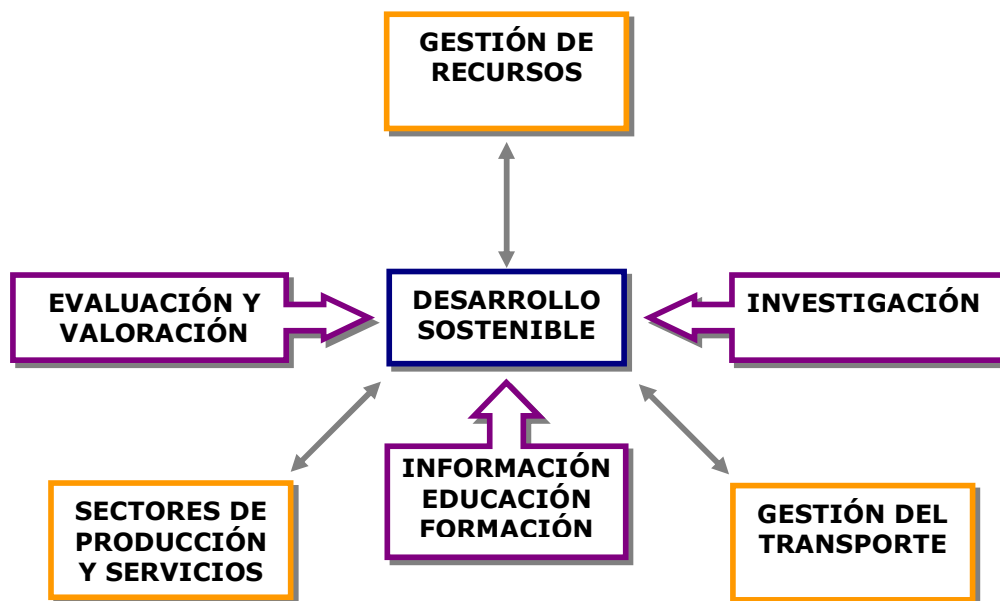 GESTIÓN DE
RECURSOS
EVALUACIÓN Y
VALORACIÓN
DESARROLLO
SOSTENIBLE
INVESTIGACIÓN
SECTORES DE
PRODUCCIÓN
Y SERVICIOS
INFORMACIÓN
EDUCACIÓN
FORMACIÓN
GESTIÓN DEL
TRANSPORTE